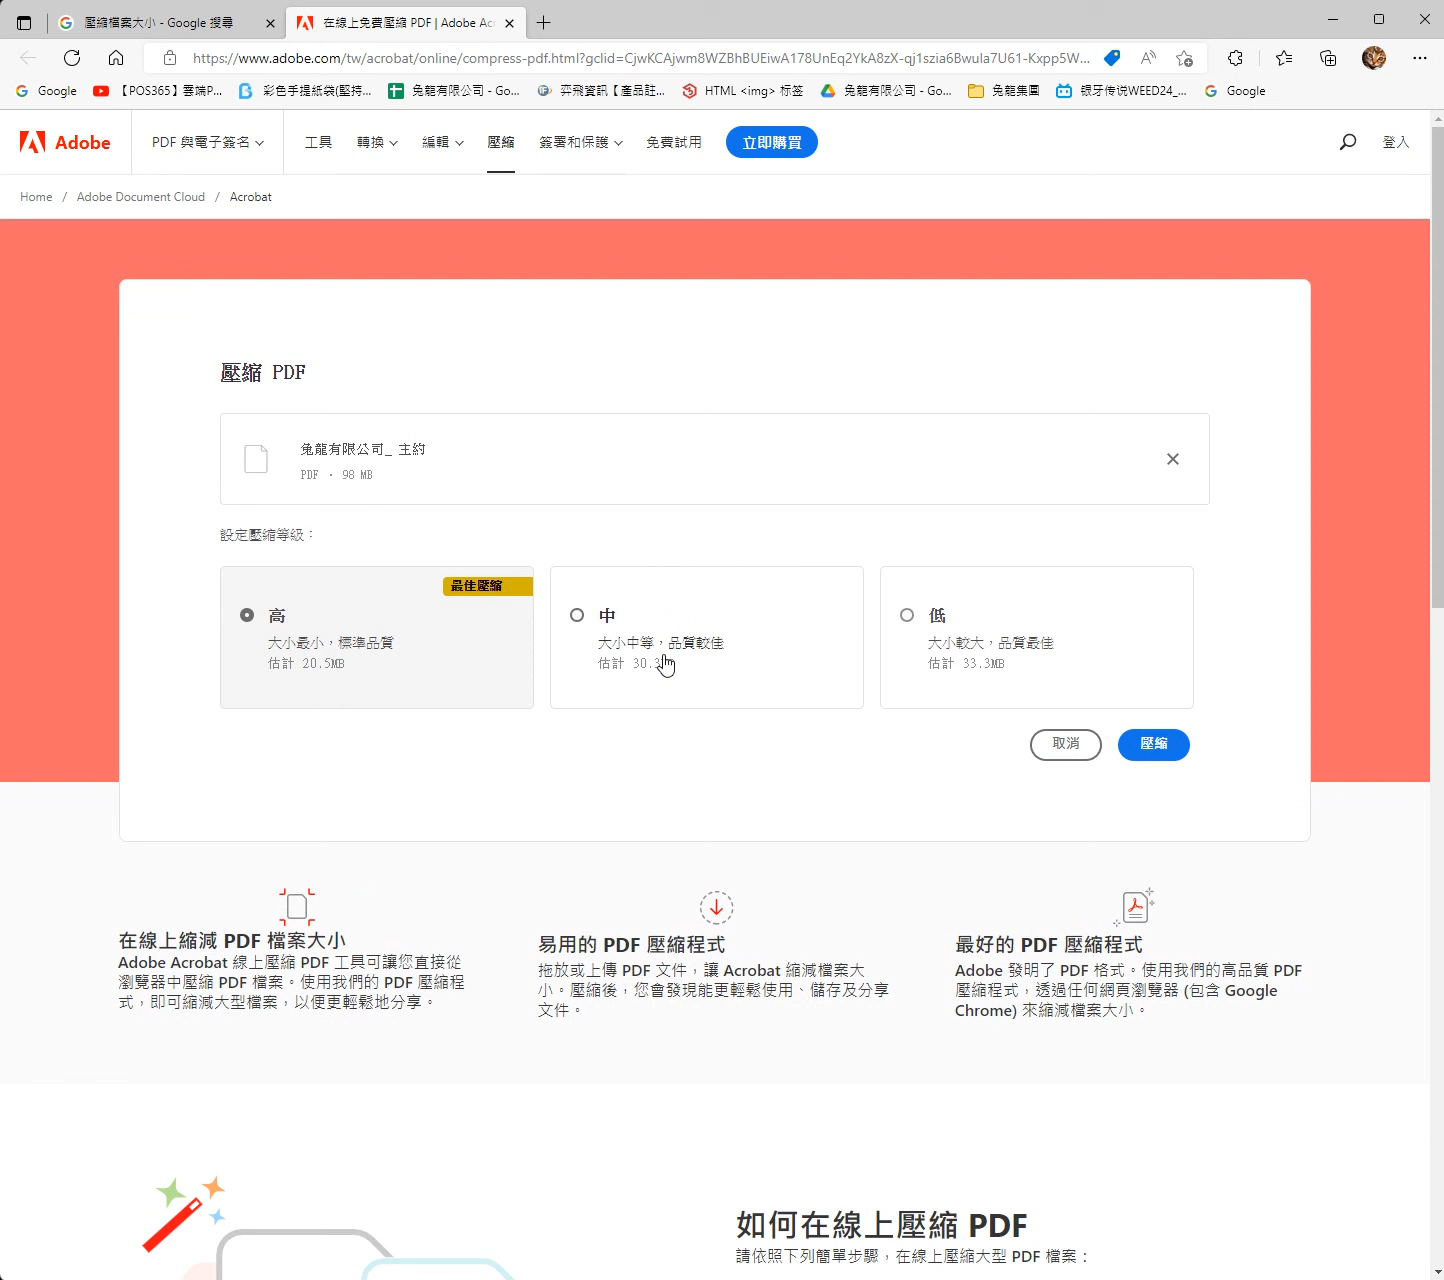 壓縮檔案大小 - Google 搜尋
在線上免費壓縮 PDF | Adobe Ac
https://www.adobe.com/tw/acrobat/online/compress-pdf.html?gclid=CjwKCAjwm8WZBhBUEiwA178UnEq2YkA8zX-qj1szia6Bwula7U61-Kxpp5W...
Google
【POS365】雲端P...
彩色手提紙袋(堅持...
兔龍有限公司 - Go...
弈飛資訊【產品註...
HTML <img> 标签
兔龍有限公司 - Go...
兔龍集團
银牙传说WEED24_...
Google
Adobe
PDF 與電子簽名
工具
轉換
編輯
壓縮
簽署和保護
免費試用
立即購買
登入
Home / Adobe Document Cloud / Acrobat
壓縮 PDF
兔龍有限公司_ 主約
PDF · 98 MB
設定壓縮等級：
最佳壓縮
高
大小最小，標準品質
估計 20.5MB
中
大小中等，品質較佳
估計 30.3
低
大小較大，品質最佳
估計 33.3MB
取消
壓縮
在線上縮減 PDF 檔案大小
Adobe Acrobat 線上壓縮 PDF 工具可讓您直接從
瀏覽器中壓縮 PDF 檔案。使用我們的 PDF 壓縮程
式，即可縮減大型檔案，以便更輕鬆地分享。
易用的 PDF 壓縮程式
拖放或上傳 PDF 文件，讓 Acrobat 縮減檔案大
小。壓縮後，您會發現能更輕鬆使用、儲存及分享
文件。
最好的 PDF 壓縮程式
Adobe 發明了 PDF 格式。使用我們的高品質 PDF
壓縮程式，透過任何網頁瀏覽器 (包含 Google
Chrome) 來縮減檔案大小。
如何在線上壓縮 PDF
請依照下列簡單步驟，在線上壓縮大型 PDF 檔案：